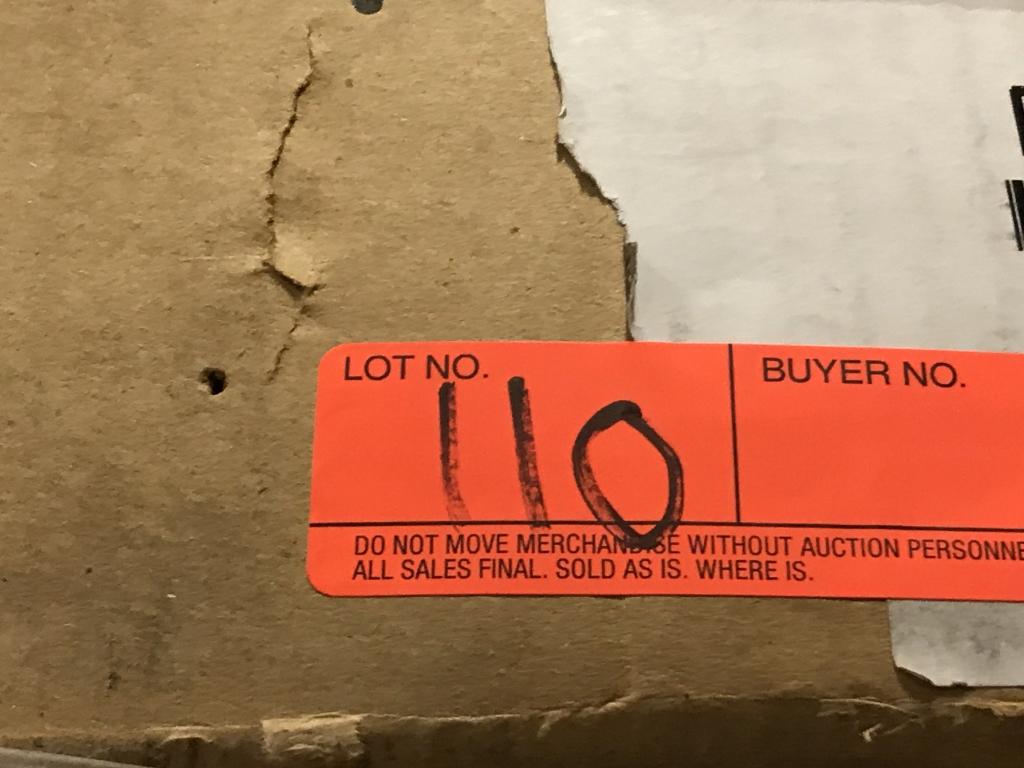 LOT NO. BUYER NO.
110
DO NOT MOVE MERCHANDISE WITHOUT AUCTION PERSONNE
ALL SALES FINAL. SOLD AS IS. WHERE IS.